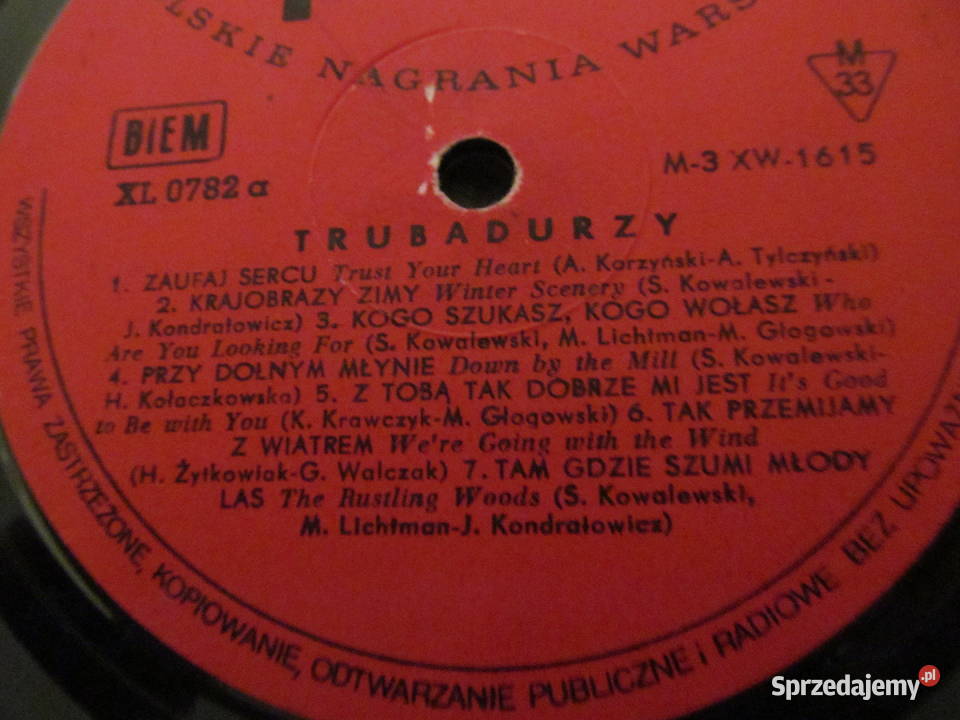 LSKIE NAGRANIA WARS
BIEM
M
33
XL 0782 a
M-3 XW-1615
TRUBADURZY
1. ZAUFAJ SERCU Trust Your Heart (A. Korzyński-A. Tylczyński)
2. KRAJOBRAZY ZIMY Winter Scenery (S. Kowalewski -
J. Kondratowicz) 3. KOGO SZUKASZ, KOGO WOŁASZ Who
Are You Looking For (S. Kowalewski, M. Lichtman-M. Głogowski)
4. PRZY DOLNYM MŁYNIE Down by the Mill (S. Kowalewski-
H. Kołaczkowska) 5. Z TOBĄ TAK DOBRZE MI JEST It's Good
to Be with You (K. Krawczyk-M. Głogowski) 6. TAK PRZEMIJAMY
Z WIATREM We're Going with the Wind
(H. Żytkowiak-G. Walczak) 7. TAM GDZIE SZUMI MŁODY
LAS The Rustling Woods (S. Kowalewski,
M. Lichtman-J. Kondratowicz)
WSZYSTKIE PRAWA ZASTRZEŻONE, KOPIOWANIE, ODTWARZANIE PUBLICZNE i RADIOWE BEZ UPOWAŻ
Sprzedajemy.pl